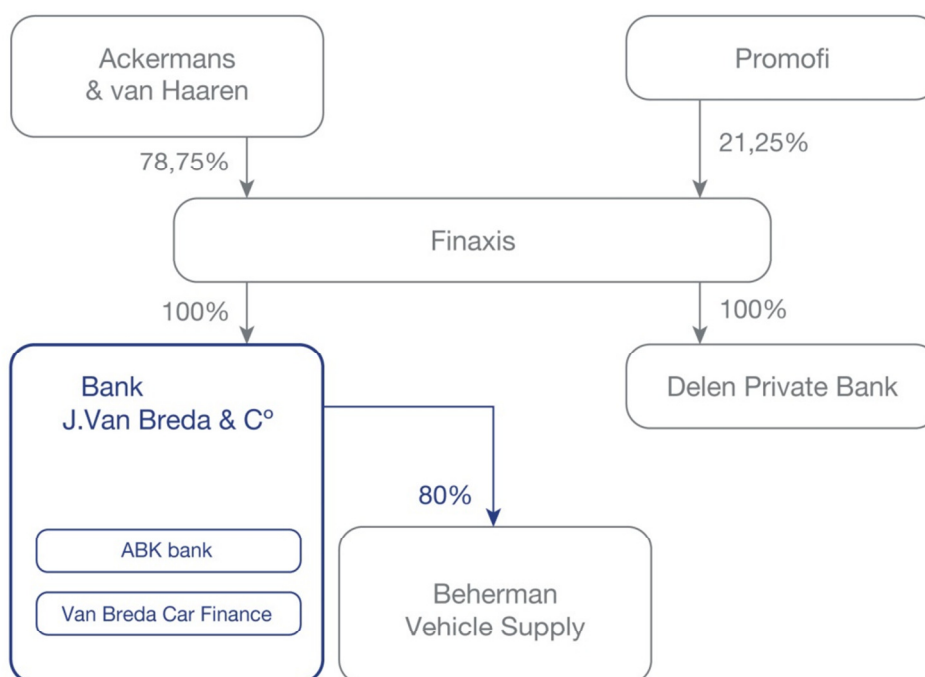 Ackermans
& van Haaren
Promofi
78,75%
21,25%
Finaxis
100%
100%
Bank
J.Van Breda & Cº
Delen Private Bank
80%
ABK bank
Van Breda Car Finance
Beherman
Vehicle Supply